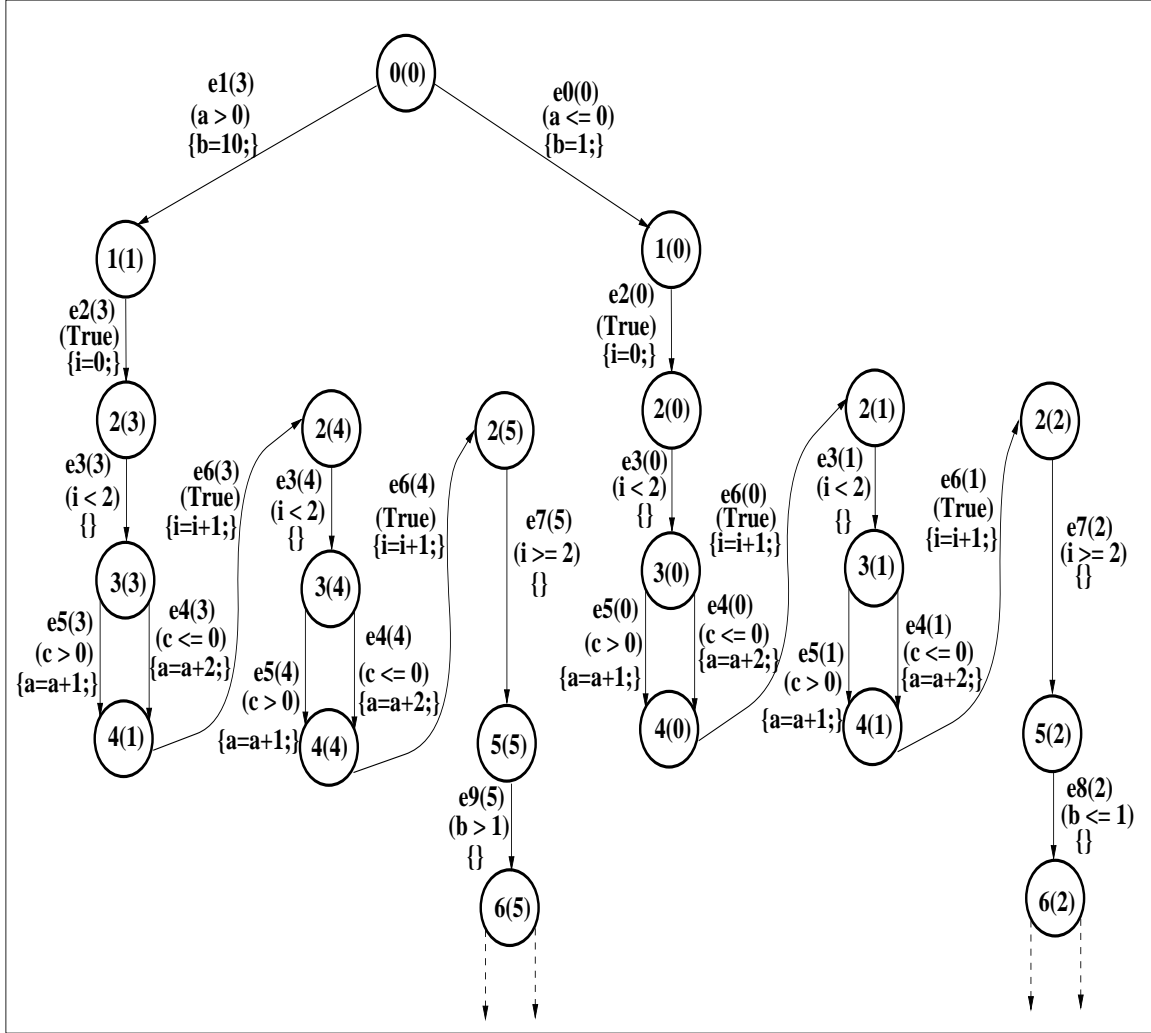 0(0)
e1(3)
(a > 0)
{b=10;}
e0(0)
(a <= 0)
{b=1;}
1(1)
1(0)
e2(3)
(True)
{i=0;}
e2(0)
(True)
{i=0;}
2(3)
2(4)
2(5)
2(0)
2(1)
2(2)
e3(3)
(i < 2)
{}
e6(3)
(True)
{i=i+1;}
e3(4)
(i < 2)
{}
e6(4)
(True)
{i=i+1;}
e7(5)
(i >= 2)
{}
e3(0)
(i < 2)
{}
e6(0)
(True)
{i=i+1;}
e3(1)
(i < 2)
{}
e6(1)
(True)
{i=i+1;}
e7(2)
(i >= 2)
{}
3(3)
3(4)
3(0)
3(1)
e5(3)
(c > 0)
{a=a+1;}
e4(3)
(c <= 0)
{a=a+2;}
e5(4)
(c > 0)
{a=a+1;}
e4(4)
(c <= 0)
{a=a+2;}
e5(0)
(c > 0)
{a=a+1;}
e4(0)
(c <= 0)
{a=a+2;}
e5(1)
(c > 0)
{a=a+1;}
e4(1)
(c <= 0)
{a=a+2;}
4(1)
4(4)
5(5)
4(0)
4(1)
5(2)
e9(5)
(b > 1)
{}
e8(2)
(b <= 1)
{}
6(5)
6(2)